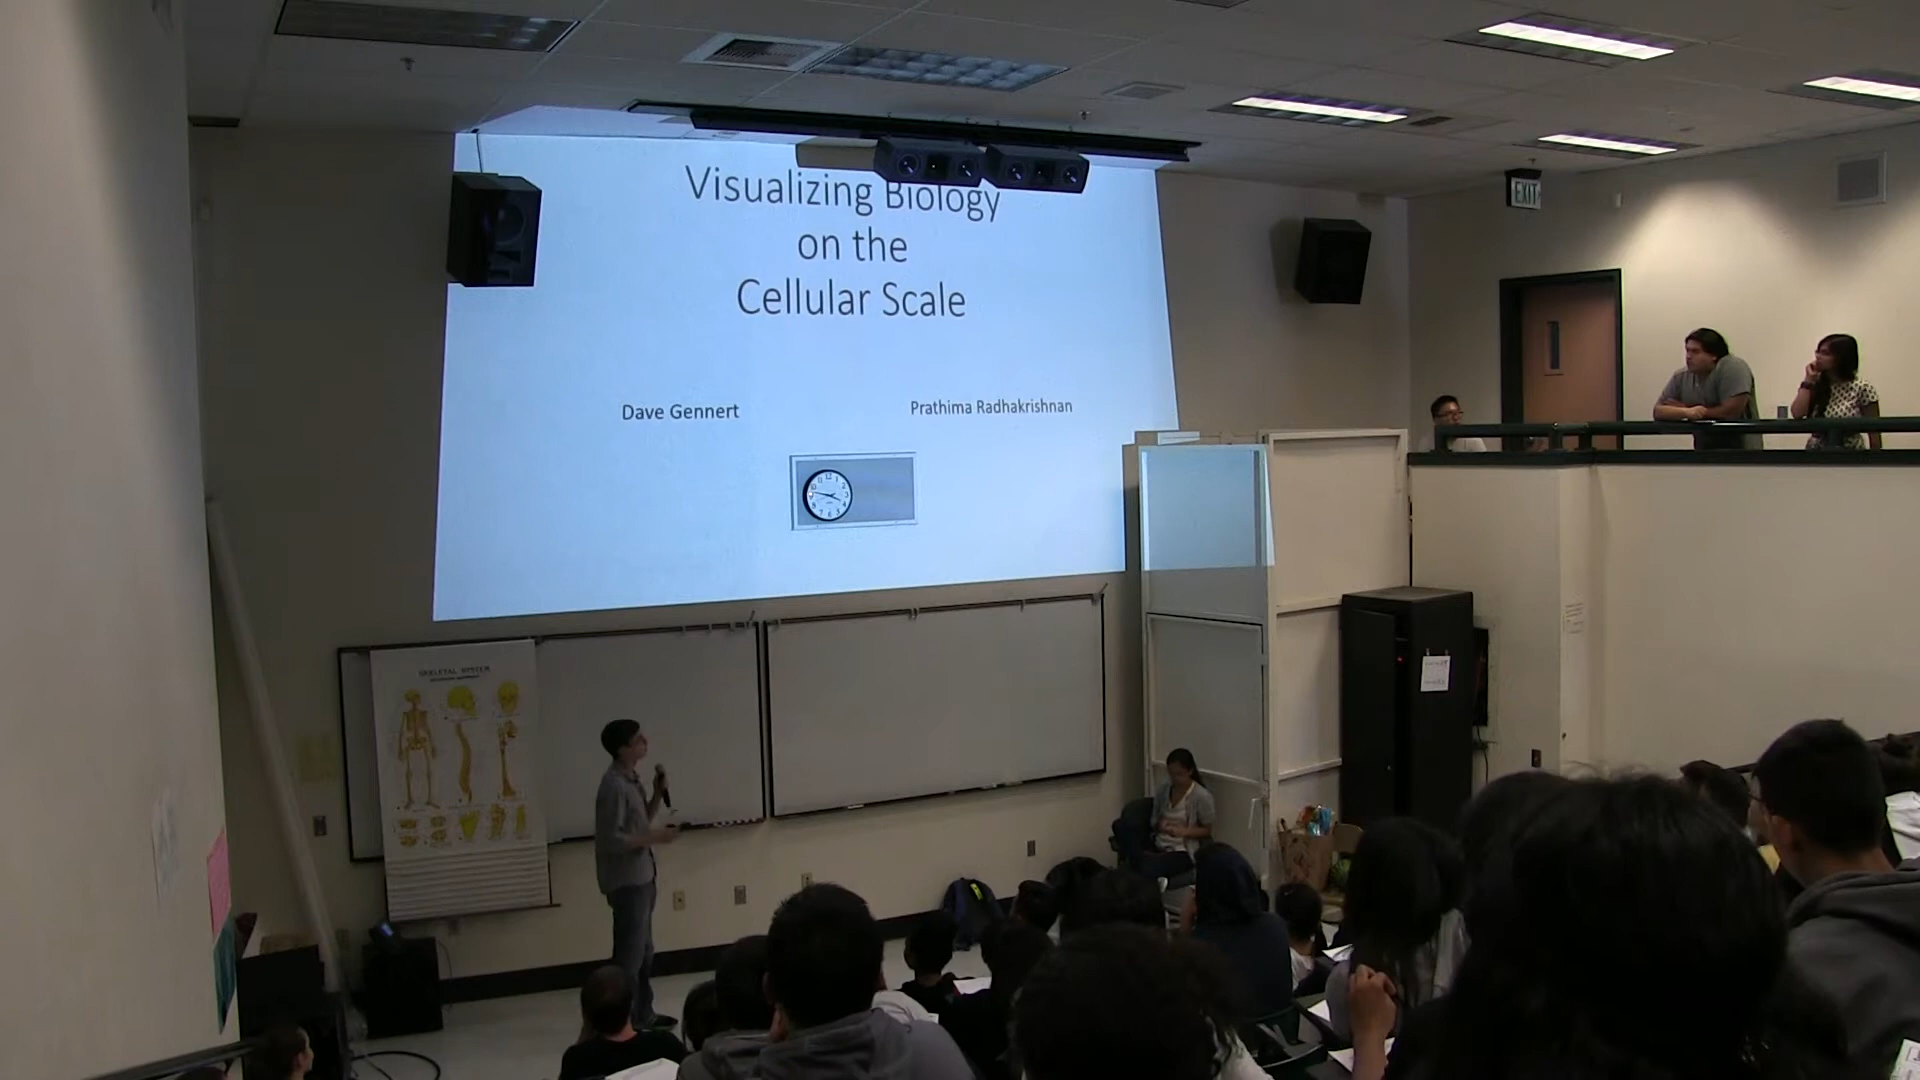 Visualizing Biology
on the
Cellular Scale
Dave Gennert
Prathima Radhakrishnan
EXIT
SKELETAL SYSTEM